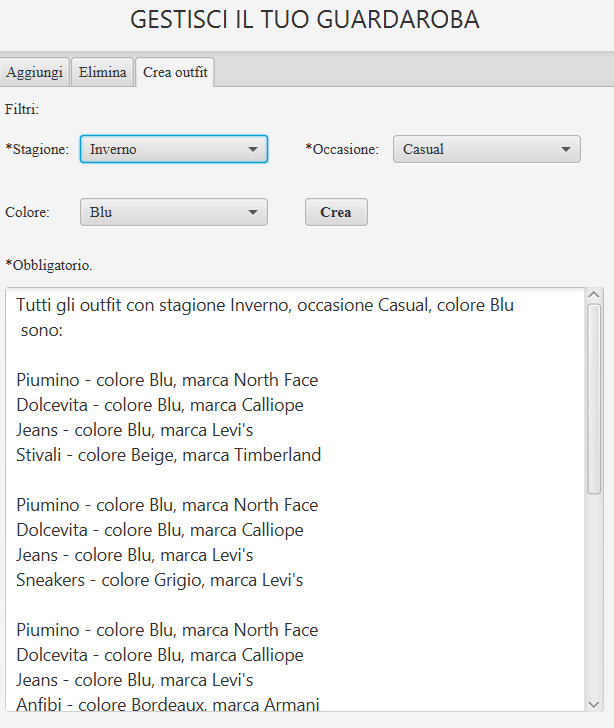 GESTISCI IL TUO GUARDAROBA
Aggiungi Elimina Crea outfit
Filtri:
*Stagione: Inverno *Occasione: Casual
Colore: Blu Crea
*Obbligatorio.
Tutti gli outfit con stagione Inverno, occasione Casual, colore Blu
sono:
Piumino - colore Blu, marca North Face
Dolcevita - colore Blu, marca Calliope
Jeans - colore Blu, marca Levi's
Stivali - colore Beige, marca Timberland
Piumino - colore Blu, marca North Face
Dolcevita - colore Blu, marca Calliope
Jeans - colore Blu, marca Levi's
Sneakers - colore Grigio, marca Levi's
Piumino - colore Blu, marca North Face
Dolcevita - colore Blu, marca Calliope
Jeans - colore Blu, marca Levi's
Anfibi - colore Bordeaux, marca Armani